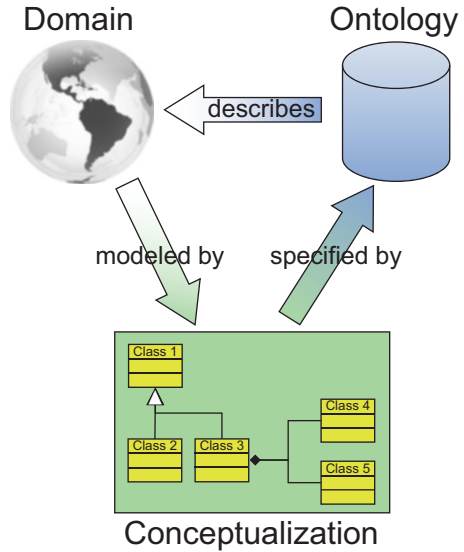 Domain
Ontology
describes
modeled by
specified by
Class 1
Class 4
Class 2
Class 3
Class 5
Conceptualization